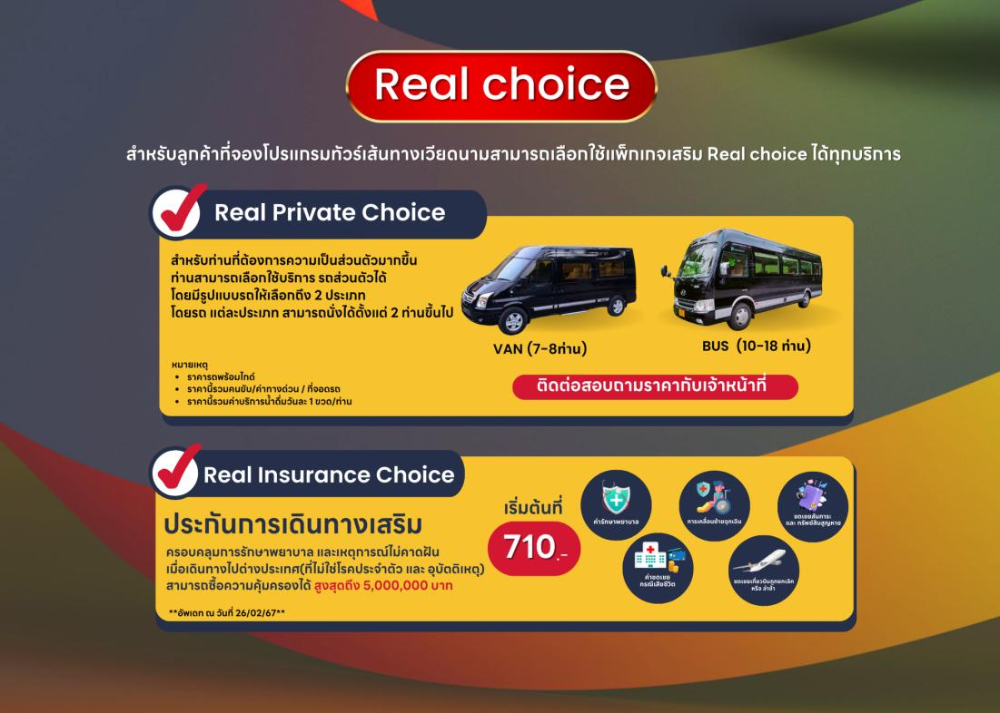 Real choice
สำหรับลูกค้าที่จองโปรแกรมทัวร์เส้นทางเวียดนามสามารถเลือกใช้แพ็กเกจเสริม Real choice ได้ทุกบริการ
Real Private Choice
สำหรับท่านที่ต้องการความเป็นส่วนตัวมากขึ้น
ท่านสามารถเลือกใช้บริการ รถส่วนตัวได้
โดยมีรูปแบบรถให้เลือกถึง 2 ประเภท
โดยรถ แต่ละประเภท สามารถนั่งได้ตั้งแต่ 2 ท่านขึ้นไป
VAN (7-8ท่าน)
BUS (10-18 ท่าน)
หมายเหตุ
• ราคารถพร้อมไกด์
• ราคานี้รวมคนขับ/ค่าทางด่วน / ที่จอดรถ
• ราคานี้รวมค่าบริการน้ำดื่มวันละ 1 ขวด/ท่าน
ติดต่อสอบถามราคากับเจ้าหน้าที่
Real Insurance Choice
ประกันการเดินทางเสริม
ครอบคลุมการรักษาพยาบาล และเหตุการณ์ไม่คาดฝัน
เมื่อเดินทางไปต่างประเทศ(ที่ไม่ใช่โรคประจำตัว และ อุบัตติเหตุ)
สามารถซื้อความคุ้มครองได้ สูงสุดถึง 5,000,000 บาท
**อัพเดท ณ วันที่ 26/02/67**
เริ่มต้นที่
710.-
ค่ารักษาพยาบาล
การเคลื่อนย้ายฉุกเฉิน
ชดเชยสัมภาระ
และ ทรัพย์สินสูญหาย
ค่าชดเชย
กรณีเสียชีวิต
ชดเชยเที่ยวบินถูกยกเลิก
หรือ ล่าช้า